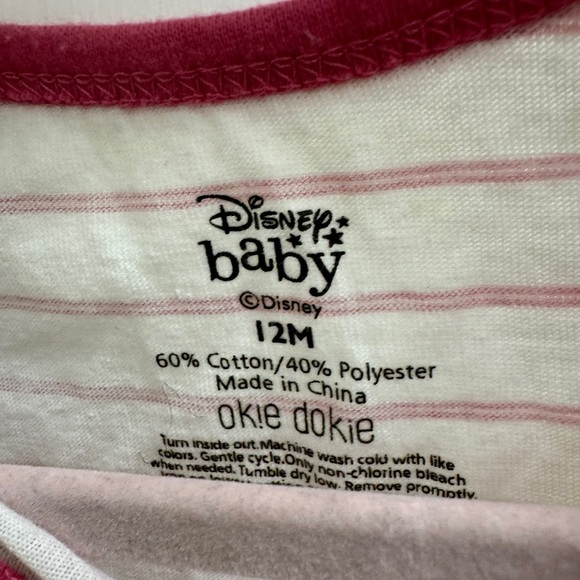 Disney
baby
©Disney
12M
60% Cotton/40% Polyester
Made in China
okie dokie
Turn inside out.Machine wash cold with like
colors. Gentle cycle.Only non-chlorine bleach
when needed. Tumble dry low. Remove promptly.